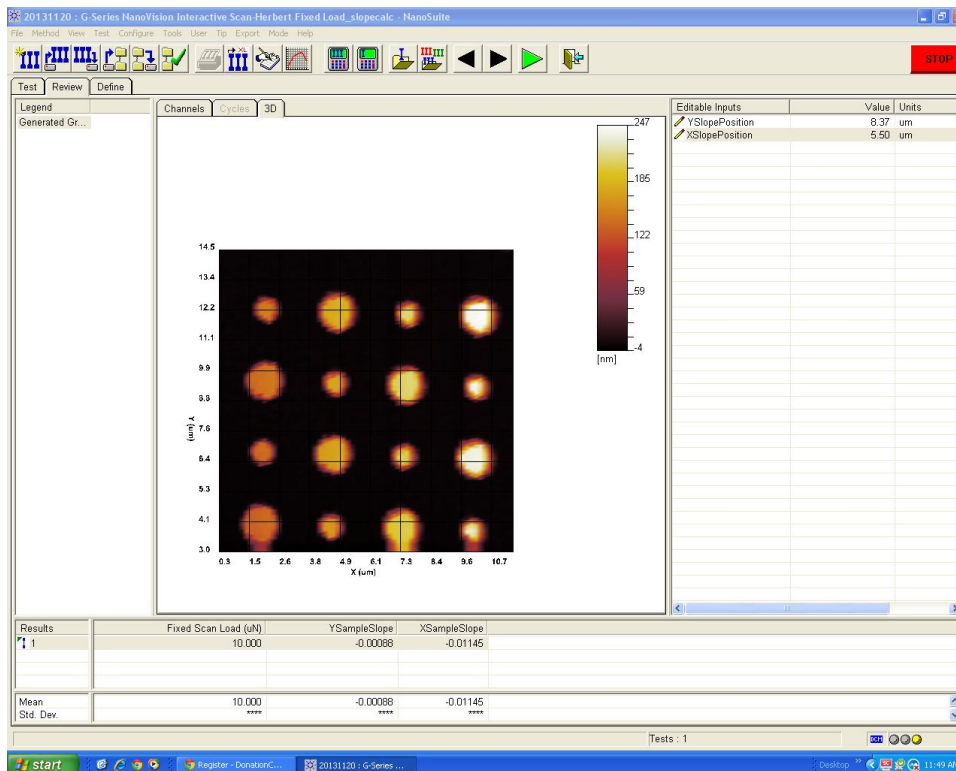 20131120 : G-Series NanoVision Interactive Scan-Herbert Fixed Load_slopecalc - NanoSuite
File Method View Test Configure Tools User Tip Export Mode Help
XL
STOP
Test Review Define
Legend
Generated Gr...
Channels Cycles 3D
Editable Inputs Value Units
YSlopePosition 8.37 um
XSlopePosition 5.50 um
247
185
122
59
-4
[nm]
14.5
13.4
12.2
11.1
9.9
8.8
7.6
6.4
5.3
4.1
3.0
Y (um)
0.3 1.5 2.6 3.8 4.9 6.1 7.3 8.4 9.6 10.7
X (um)
Results Fixed Scan Load (uN) YSampleSlope XSampleSlope
1 10.000 -0.00088 -0.01145
Mean 10.000 -0.00088 -0.01145
Std. Dev. **** **** ****
Tests : 1
start
Register - DonationC...
20131120 : G-Series ...
Desktop
11:49 AM